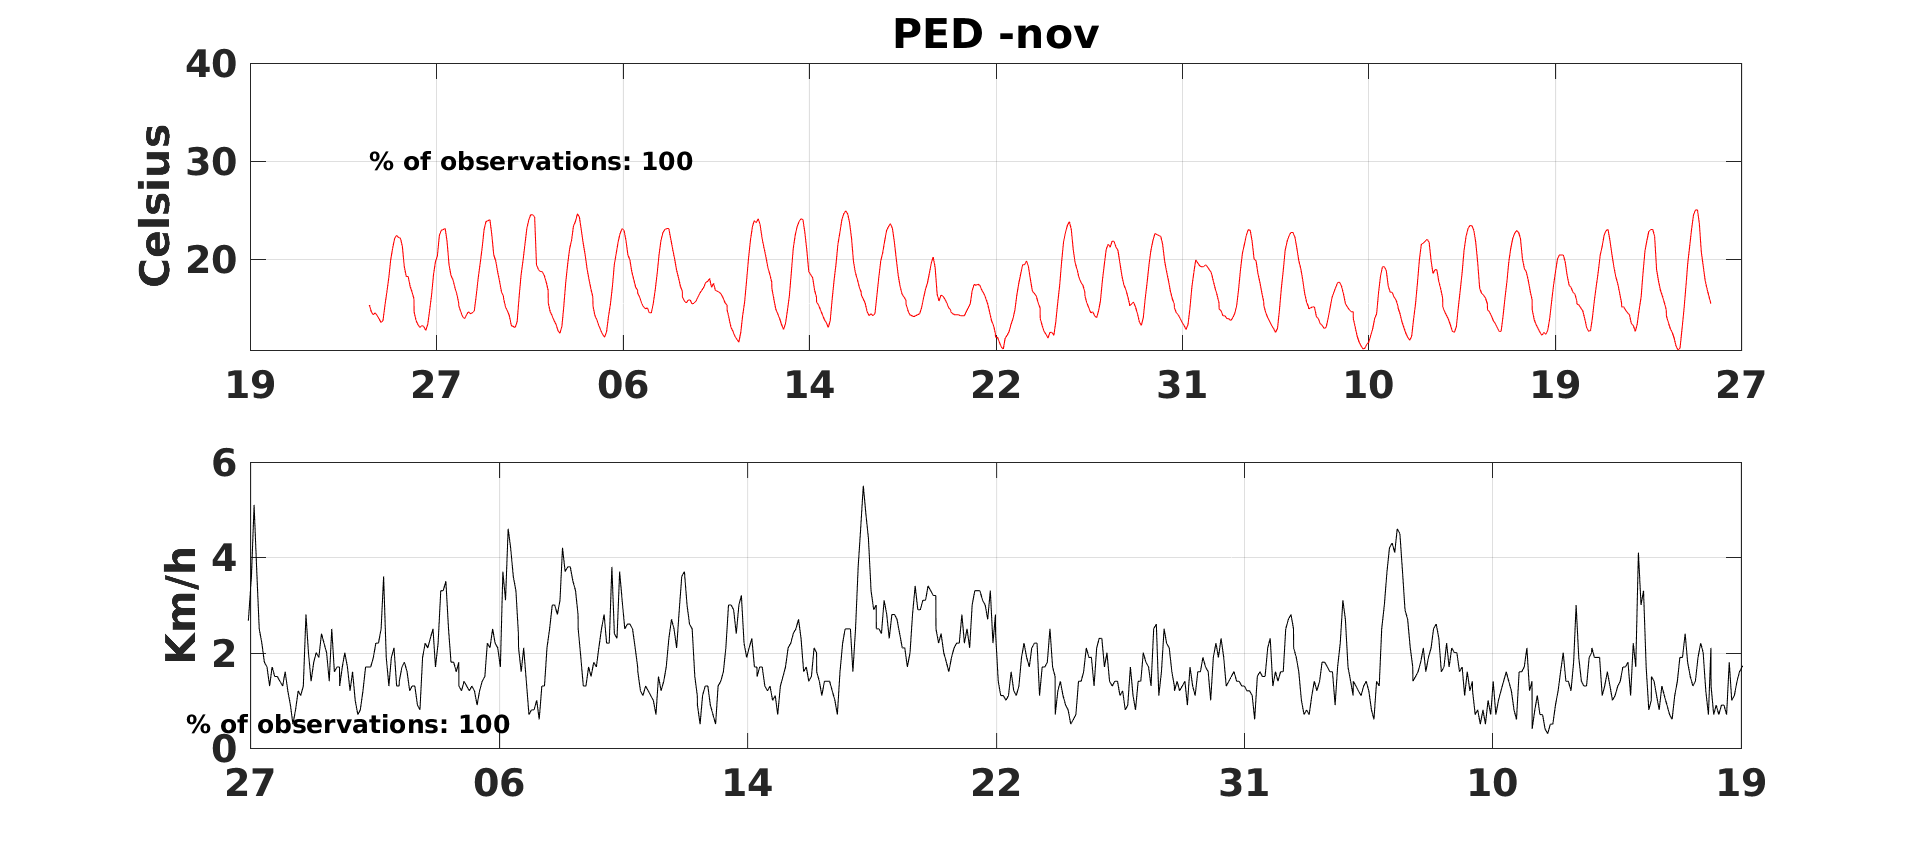 PED -nov
Celsius
40
30
20
% of observations: 100
19 27 06 14 22 31 10 19 27
Km/h
6
4
2
0
% of observations: 100
27 06 14 22 31 10 19